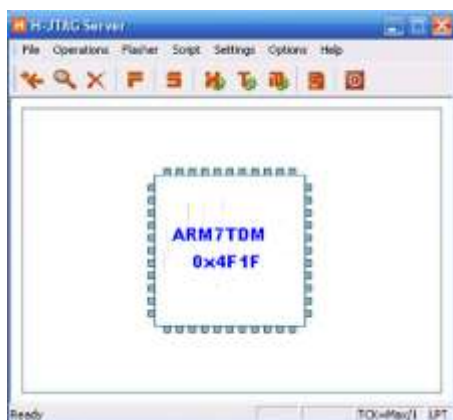 H-JTAG Server
File Operations Flasher Script Settings Options Help
ARM7TDM
0x4F1F
Ready TCK=Max/1 LPT